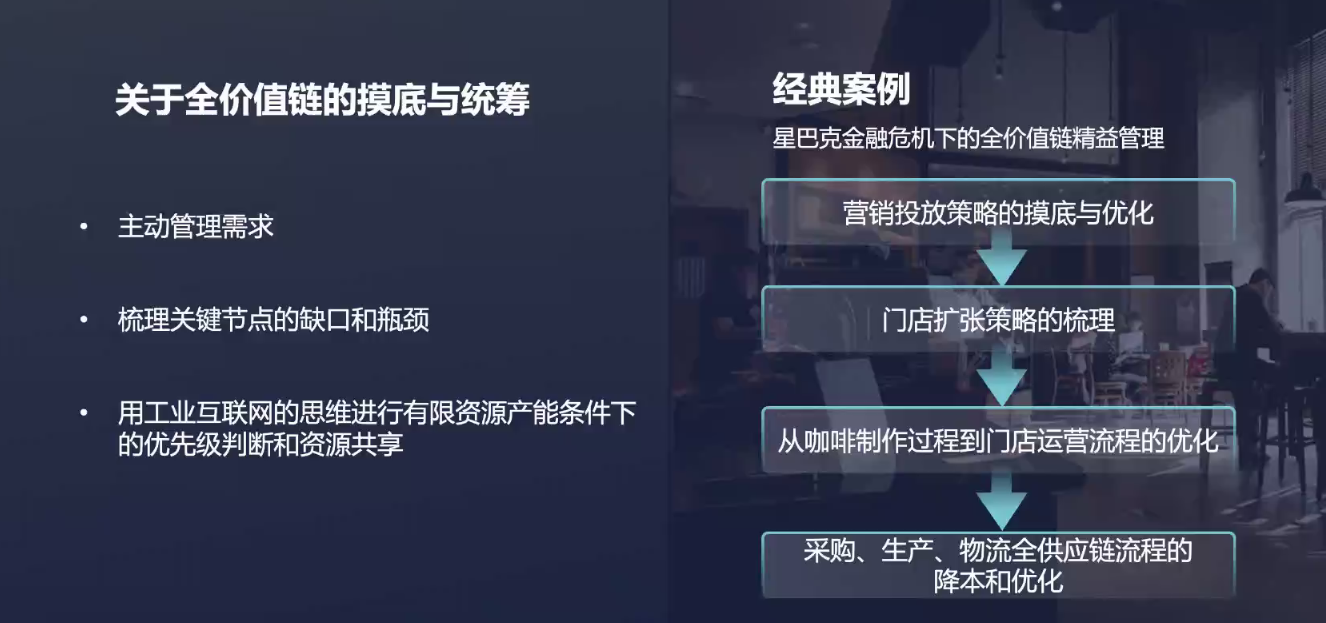 关于全价值链的摸底与统筹
• 主动管理需求
• 梳理关键节点的缺口和瓶颈
• 用工业互联网的思维进行有限资源产能条件下
的优先级判断和资源共享
经典案例
星巴克金融危机下的全价值链精益管理
营销投放策略的摸底与优化
门店扩张策略的梳理
从咖啡制作过程到门店运营流程的优化
采购、生产、物流全供应链流程的
降本和优化